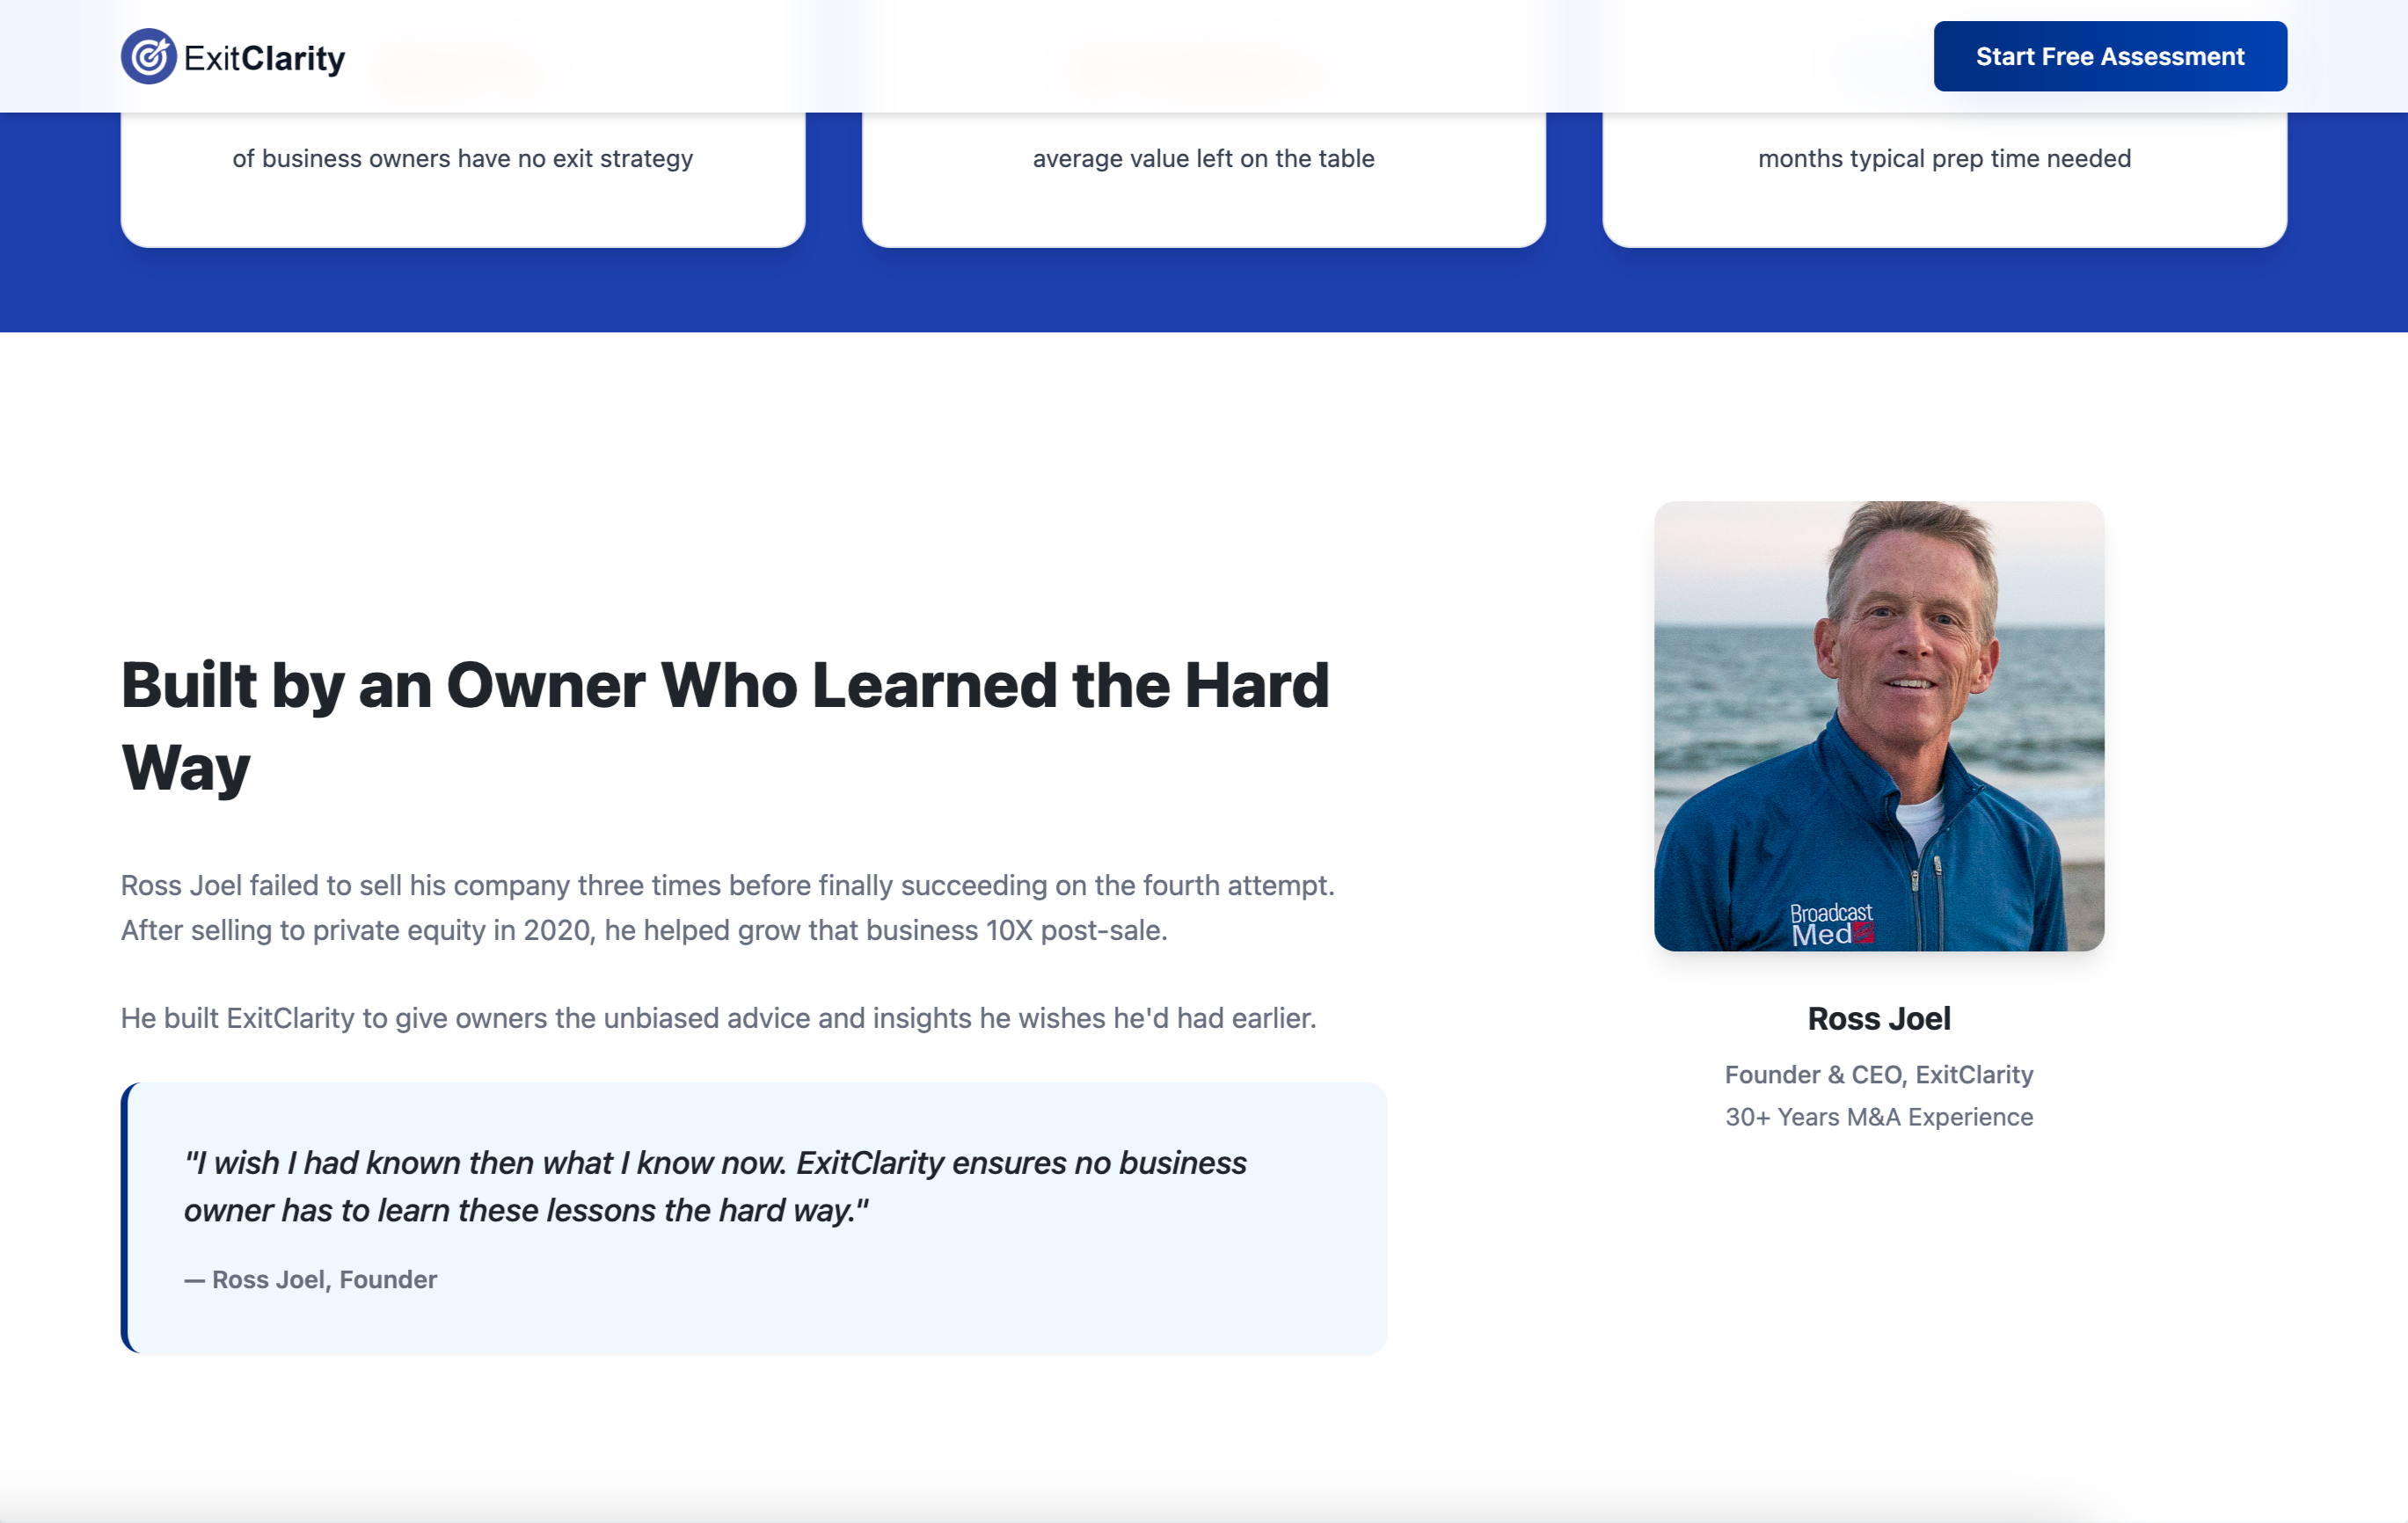 ExitClarity
Start Free Assessment
of business owners have no exit strategy
average value left on the table
months typical prep time needed
Built by an Owner Who Learned the Hard
Way
Ross Joel failed to sell his company three times before finally succeeding on the fourth attempt.
After selling to private equity in 2020, he helped grow that business 10X post-sale.
He built ExitClarity to give owners the unbiased advice and insights he wishes he'd had earlier.
"I wish I had known then what I know now. ExitClarity ensures no business
owner has to learn these lessons the hard way."
— Ross Joel, Founder
Broadcast
Med
Ross Joel
Founder & CEO, ExitClarity
30+ Years M&A Experience